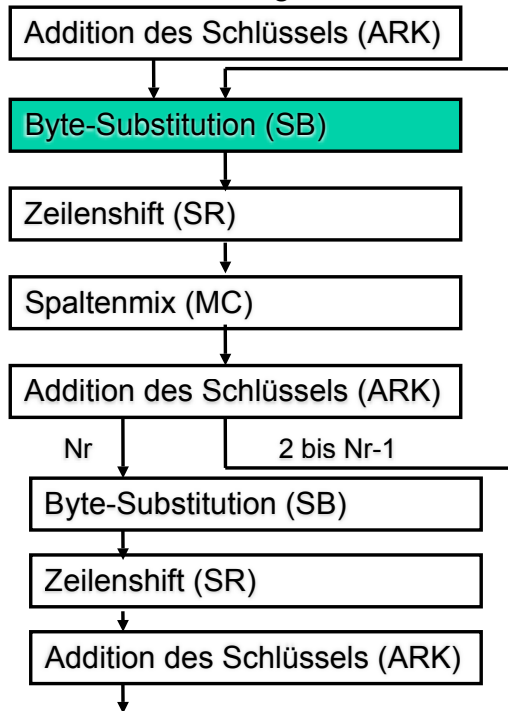 Addition des Schlüssels (ARK)
Byte-Substitution (SB)
Zeilenshift (SR)
Spaltenmix (MC)
Addition des Schlüssels (ARK)
Nr 2 bis Nr-1
Byte-Substitution (SB)
Zeilenshift (SR)
Addition des Schlüssels (ARK)